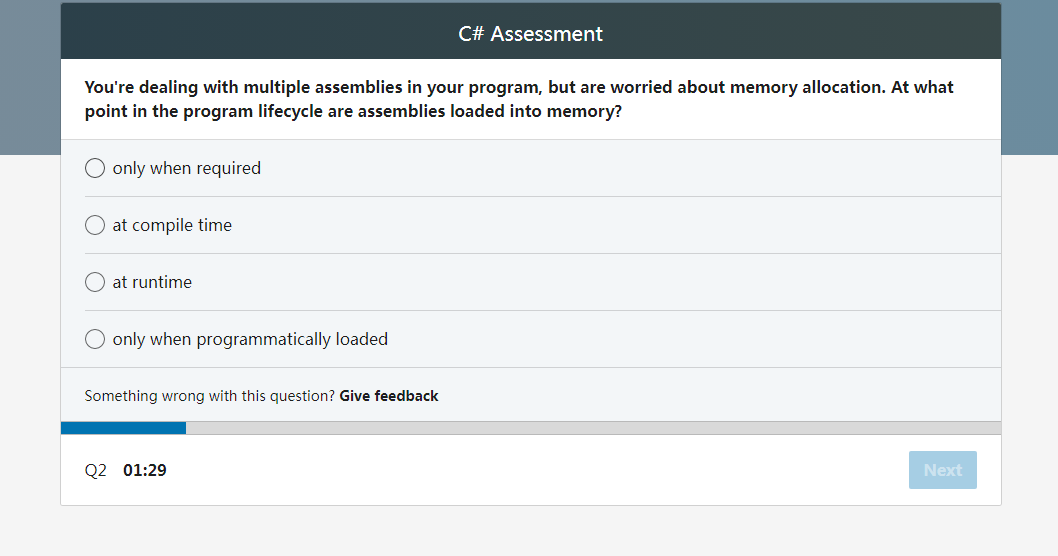 C# Assessment
You're dealing with multiple assemblies in your program, but are worried about memory allocation. At what
point in the program lifecycle are assemblies loaded into memory?
only when required
at compile time
at runtime
only when programmatically loaded
Something wrong with this question? Give feedback
Q2 01:29
Next